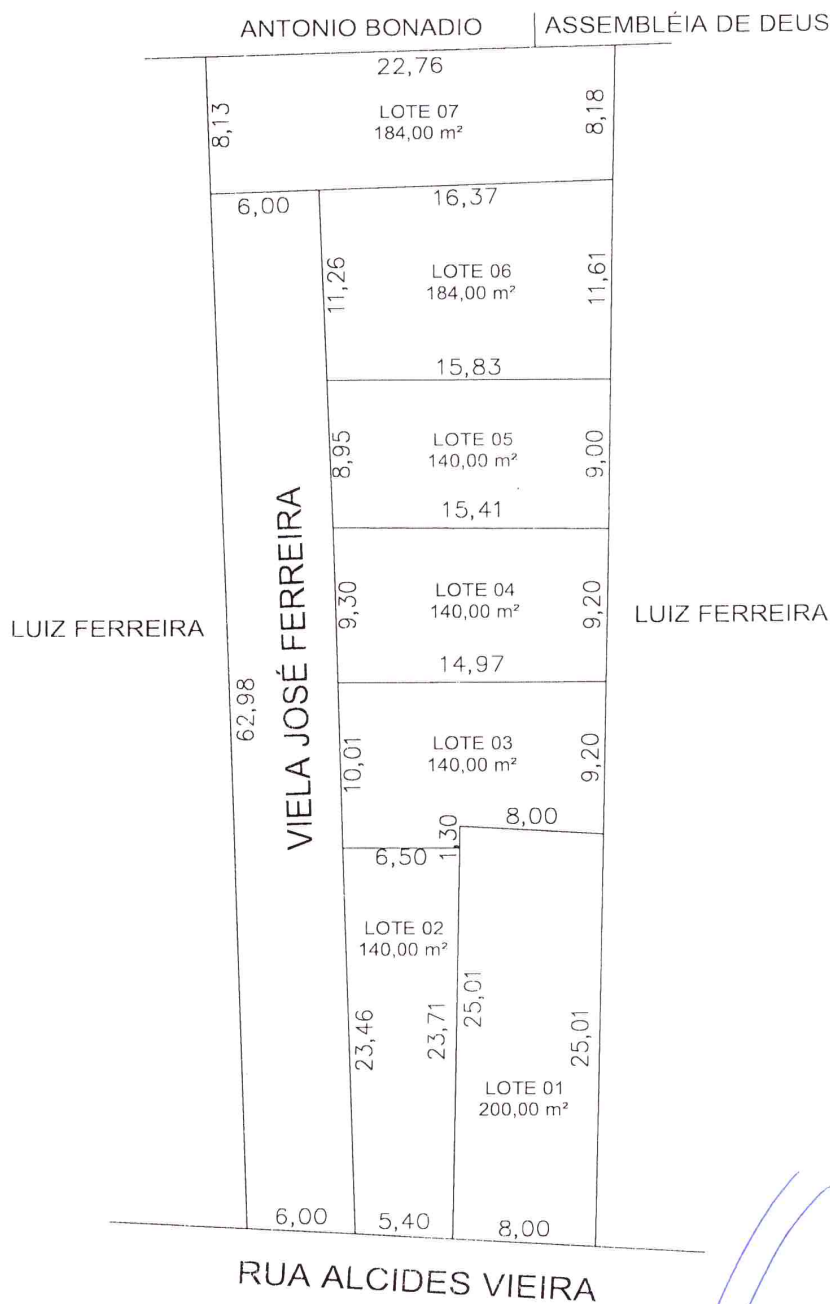 ANTONIO BONADIO
ASSEMBLÉIA DE DEUS
22,76
8,13
LOTE 07
184,00 m²
8,18
6,00
16,37
11,26
LOTE 06
184,00 m²
11,61
15,83
8,95
LOTE 05
140,00 m²
9,00
15,41
LUIZ FERREIRA
62,98
VIELA JOSÉ FERREIRA
9,30
LOTE 04
140,00 m²
9,20
LUIZ FERREIRA
14,97
10,01
LOTE 03
140,00 m²
9,20
8,00
1,30
6,50
LOTE 02
140,00 m²
23,46
23,71
25,01
25,01
LOTE 01
200,00 m²
6,00
5,40
8,00
RUA ALCIDES VIEIRA